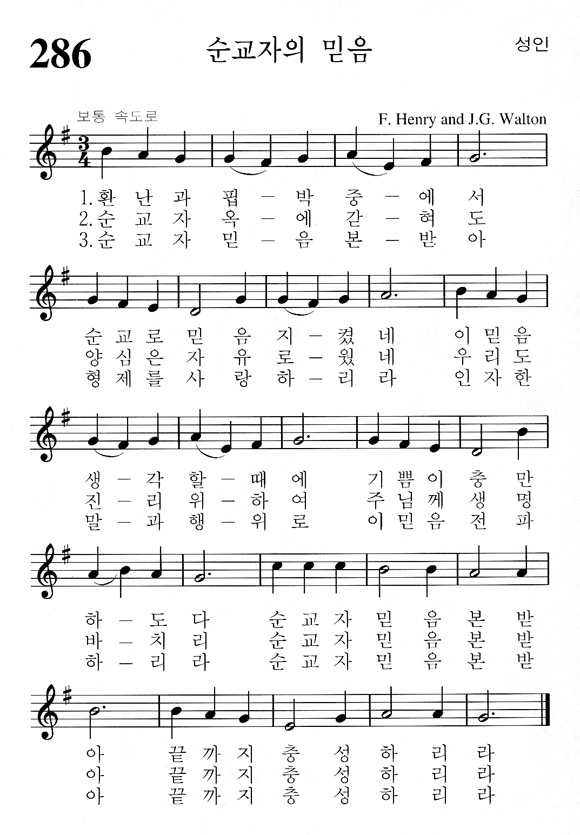 286
순교자의 믿음
성인
보통 속도로
F. Henry and J.G. Walton
3
4
1.환 난 과 핍 – 박 중 – 에 서
2.순 교 자 옥 – 에 갇 – 혀 도
3.순 교 자 믿 – 음 본 – 받 아
순 교 로 믿 음 지 – 켰 네 이 믿 음
양 심 은 자 유 로 – 웠 네 우 리 도
형 제 를 사 랑 하 – 리 라 인 자 한
생 – 각 할 – 때 에 기 쁨 이 충 만
진 – 리 위 – 하 여 주 님 께 생 명
말 – 과 행 – 위 로 이 믿 음 전 파
하 – 도 다 순 교 자 믿 음 본 받
바 – 치 리 순 교 자 믿 음 본 받
하 – 리 라 순 교 자 믿 음 본 받
아 끝 까 지 충 성 하 리 라
아 끝 까 지 충 성 하 리 라
아 끝 까 지 충 성 하 리 라